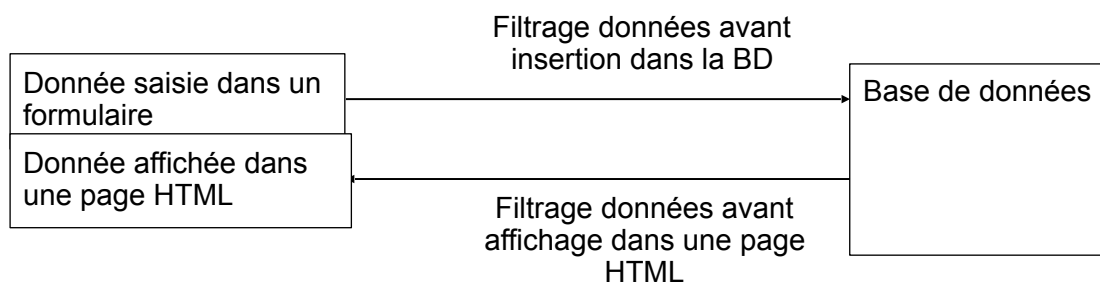 Filtrage données avant
insertion dans la BD
Donnée saisie dans un
formulaire
Base de données
Donnée affichée dans
une page HTML
Filtrage données avant
affichage dans une page
HTML